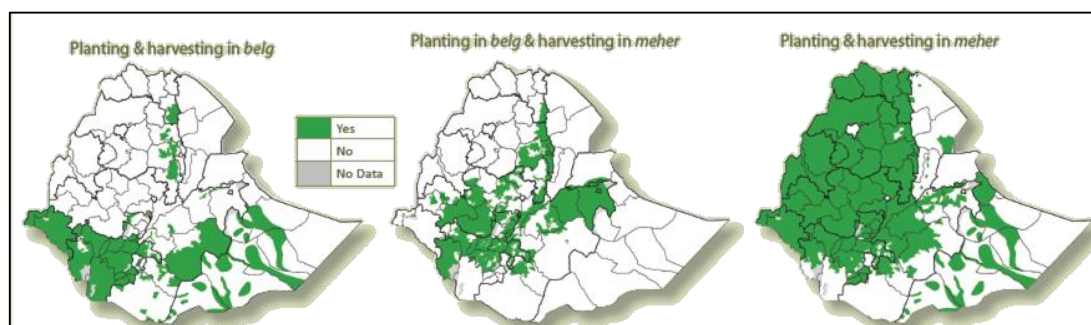 Planting & harvesting in belg
Planting in belg & harvesting in meher
Planting & harvesting in meher
Yes
No
No Data